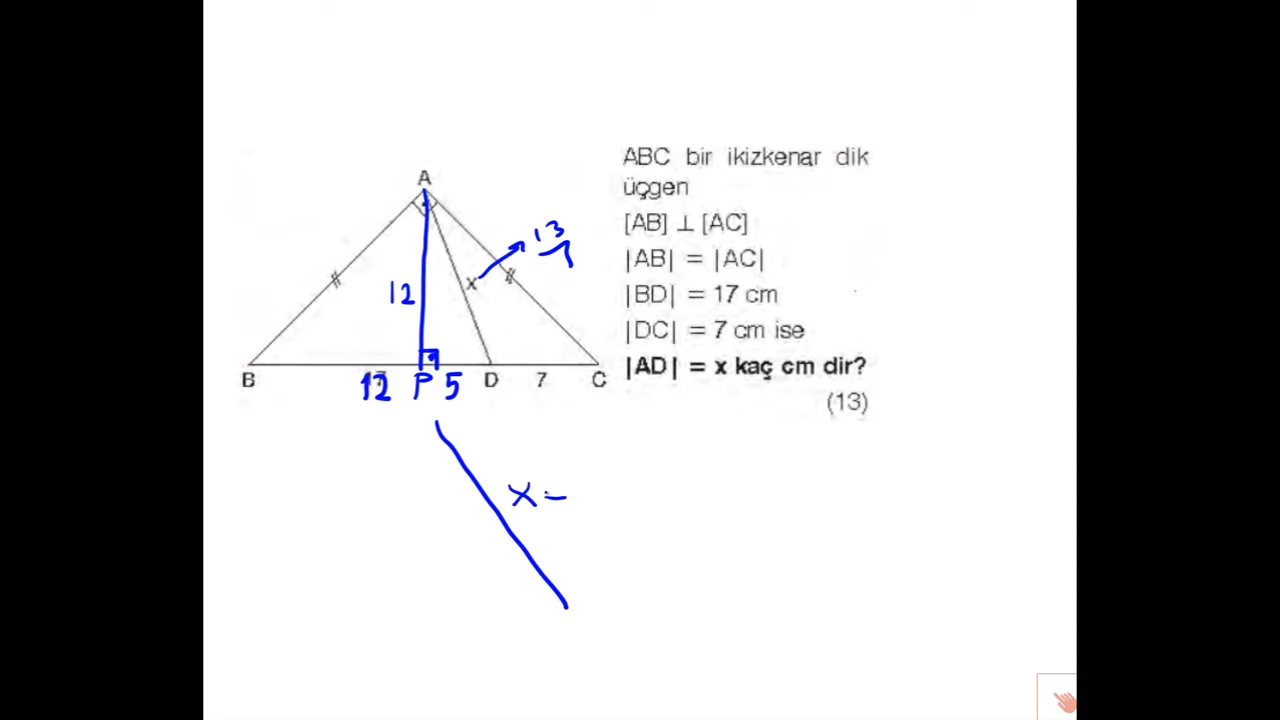 ABC bir ikizkenar dik
üçgen
[AB] ⊥ [AC]
|AB| = |AC|
|BD| = 17 cm
|DC| = 7 cm ise
|AD| = x kaç cm dir?
(13)
A
13
12
x
B
12 P 5 D 7 C
x =